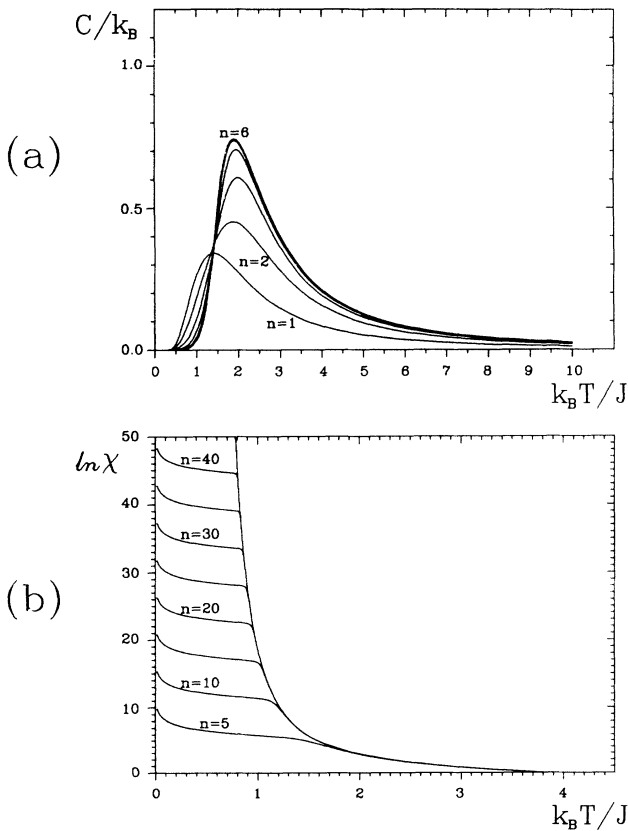 C/k_B
(a)
1.0
0.5
0.0
n=6
n=2
n=1
0 1 2 3 4 5 6 7 8 9 10
k_BT/J
lnχ
(b)
50
40
30
20
10
0
n=40
n=30
n=20
n=10
n=5
0 1 2 3 4
k_BT/J